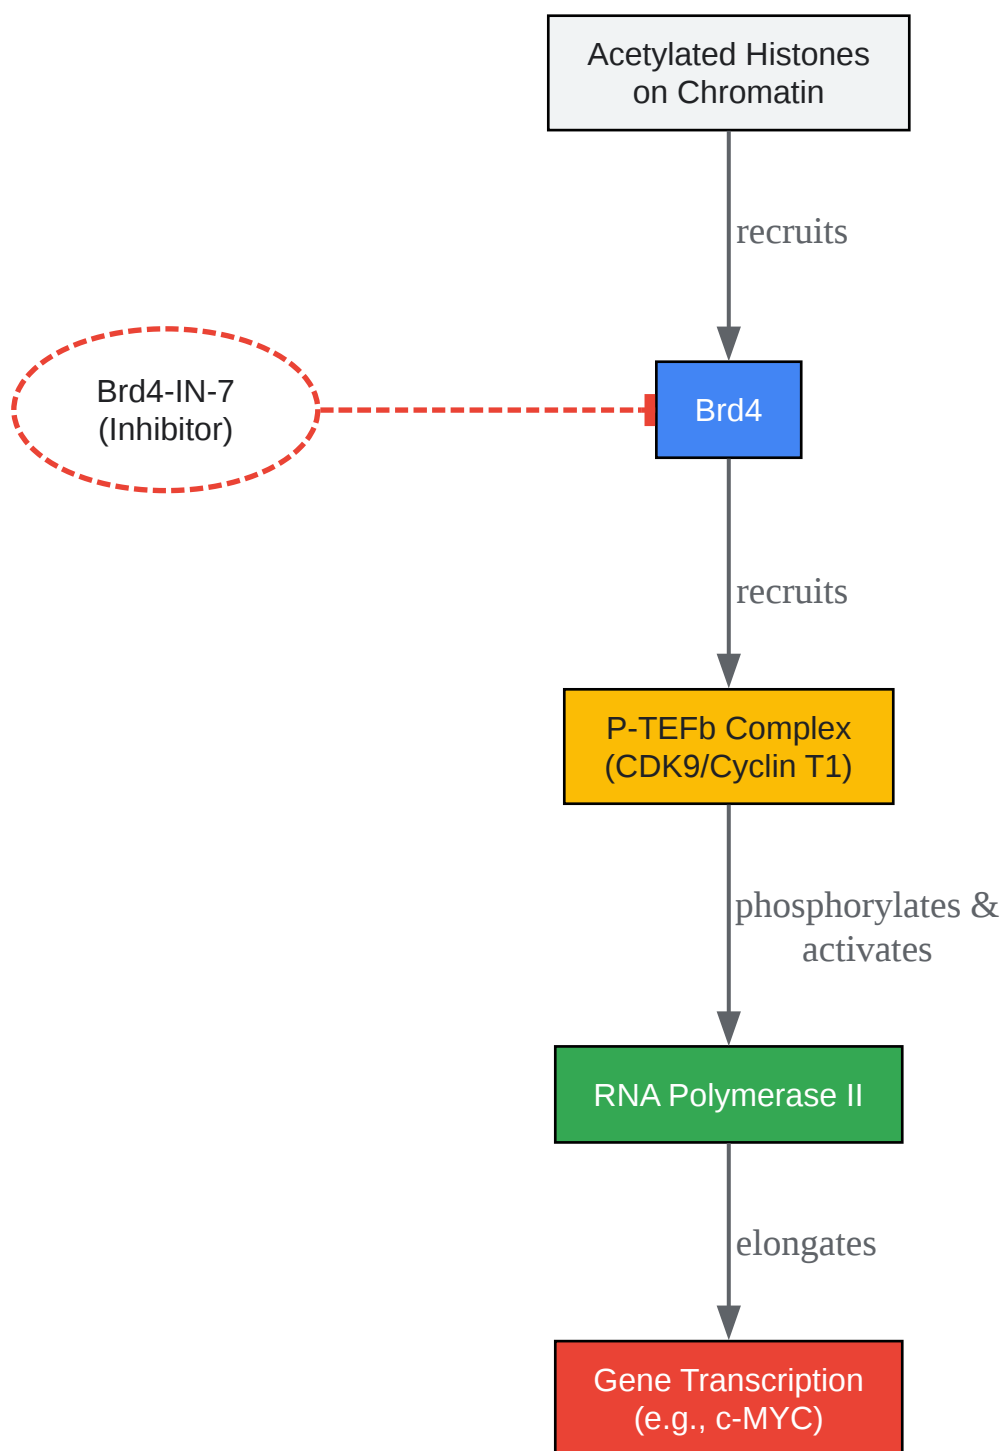 Acetylated Histones
on Chromatin
recruits
Brd4-IN-7
(Inhibitor)
Brd4
recruits
P-TEFb Complex
(CDK9/Cyclin T1)
phosphorylates &
activates
RNA Polymerase II
elongates
Gene Transcription
(e.g., c-MYC)